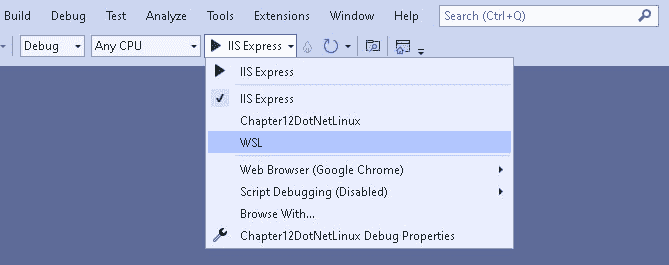 Build Debug Test Analyze Tools Extensions Window Help Search (Ctrl+Q)
Debug Any CPU IIS Express
IIS Express
IIS Express
Chapter12DotNetLinux
WSL
Web Browser (Google Chrome)
Script Debugging (Disabled)
Browse With...
Chapter12DotNetLinux Debug Properties